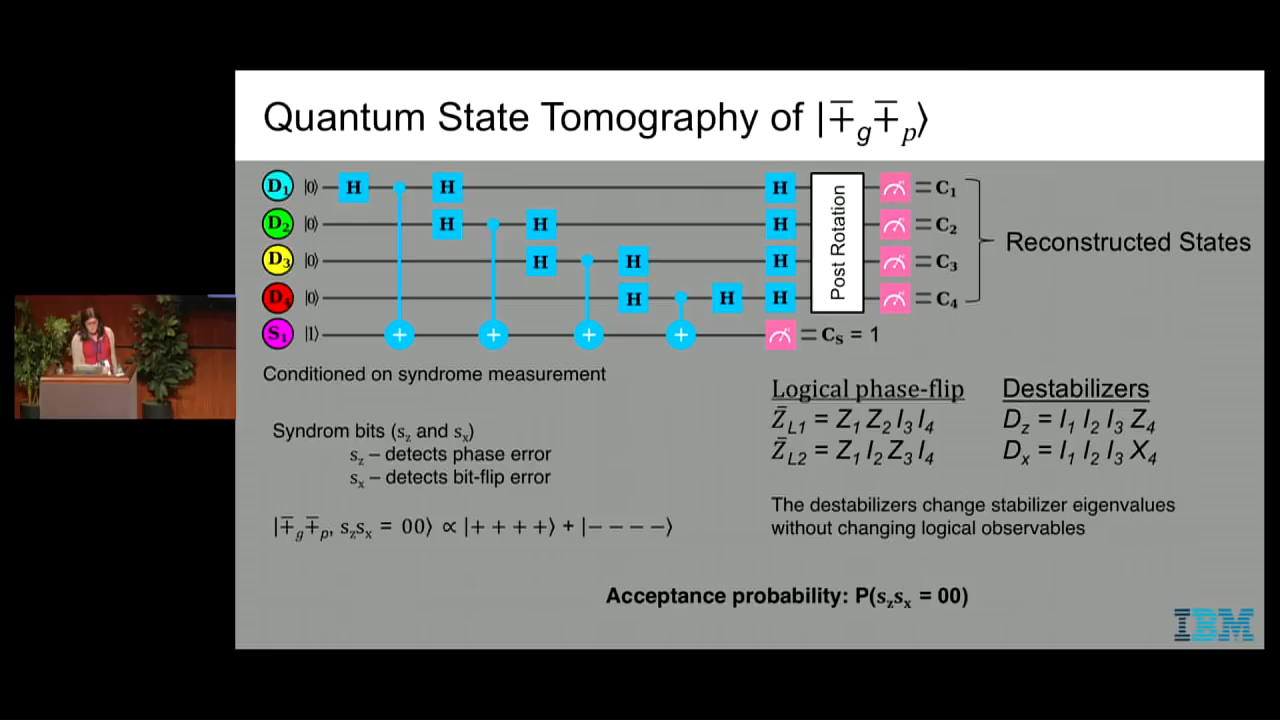 Quantum State Tomography of |∓̄g∓̄p⟩
D₁ |0⟩ H H H = C₁
D₂ |0⟩ H H H = C₂
D₃ |0⟩ H H H = C₃
D₄ |0⟩ H H H = C₄
S₁ |1⟩ + + + + = Cₛ = 1
Post Rotation
Reconstructed States
Conditioned on syndrome measurement
Syndrom bits (s_z and s_x)
s_z – detects phase error
s_x – detects bit-flip error
|∓̄g∓̄p, s_zs_x = 00⟩ ∝ |+ + + +⟩ + |− − − −⟩
Logical phase-flip
Z̄_L1 = Z₁ Z₂ I₃ I₄
Z̄_L2 = Z₁ I₂ Z₃ I₄
Destabilizers
D_z = I₁ I₂ I₃ Z₄
D_x = I₁ I₂ I₃ X₄
The destabilizers change stabilizer eigenvalues
without changing logical observables
Acceptance probability: P(s_zs_x = 00)
IBM